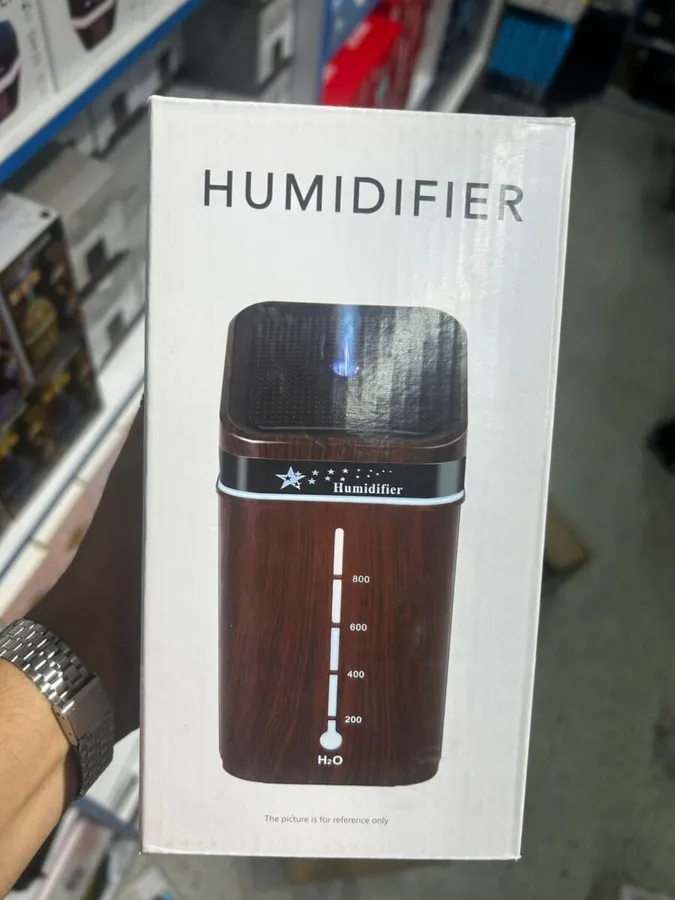 HUMIDIFIER
Humidifier
800
600
400
200
H₂O
The picture is for reference only